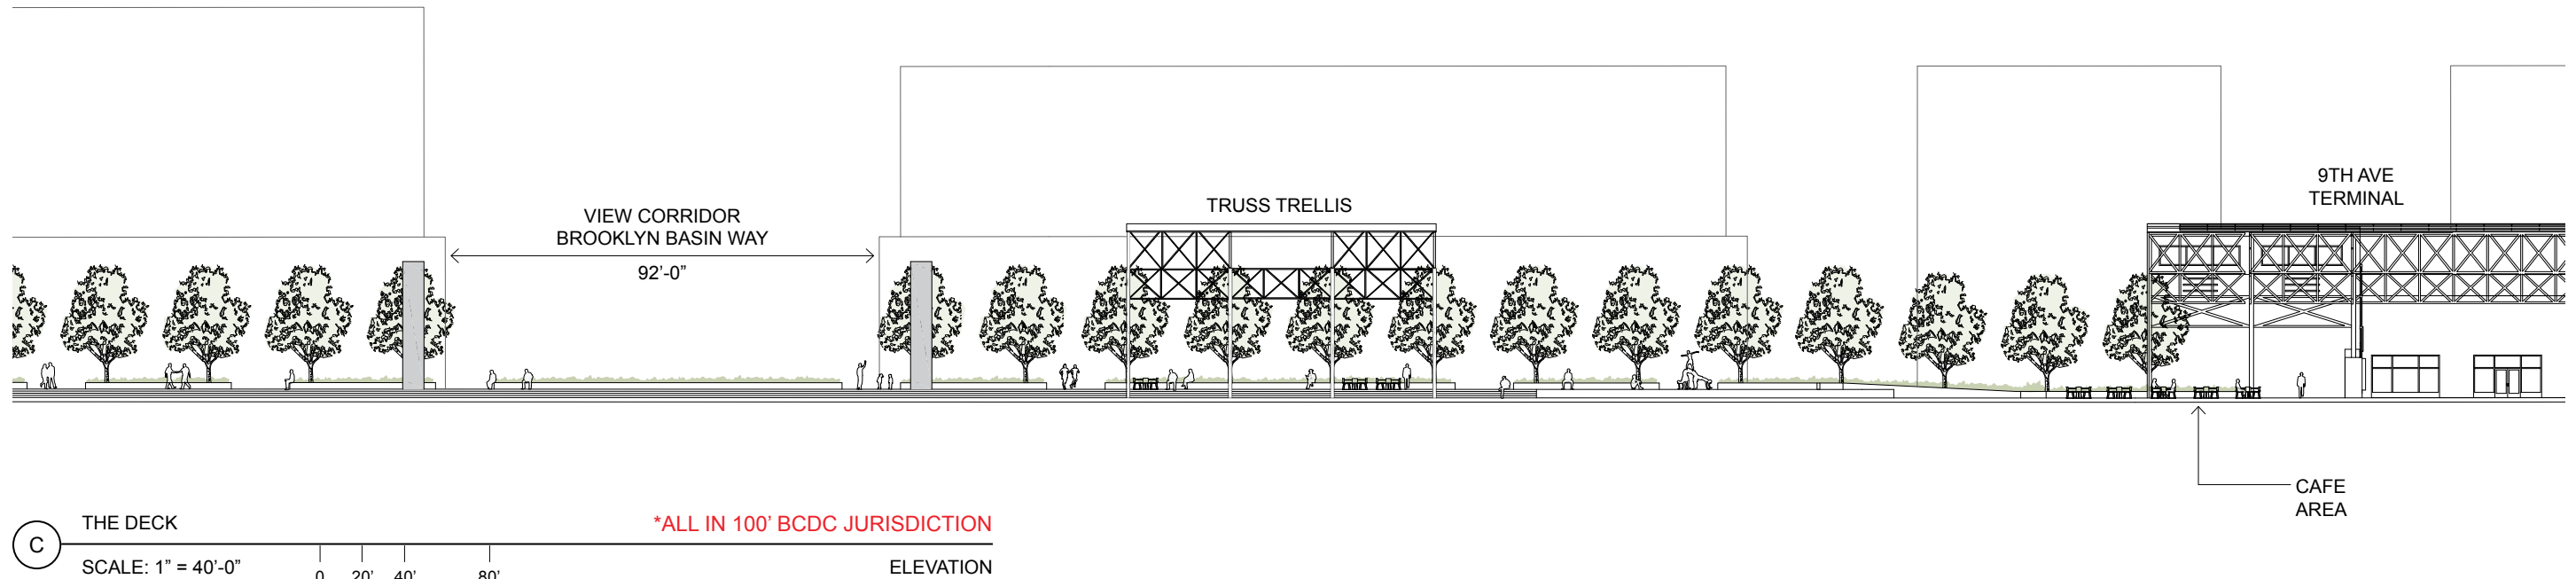 VIEW CORRIDOR
BROOKLYN BASIN WAY
92'-0”
TRUSS TRELLIS
9TH AVE
TERMINAL
CAFE
AREA
C
THE DECK
*ALL IN 100’ BCDC JURISDICTION
SCALE: 1” = 40’-0”
0 20' 40' 80'
ELEVATION